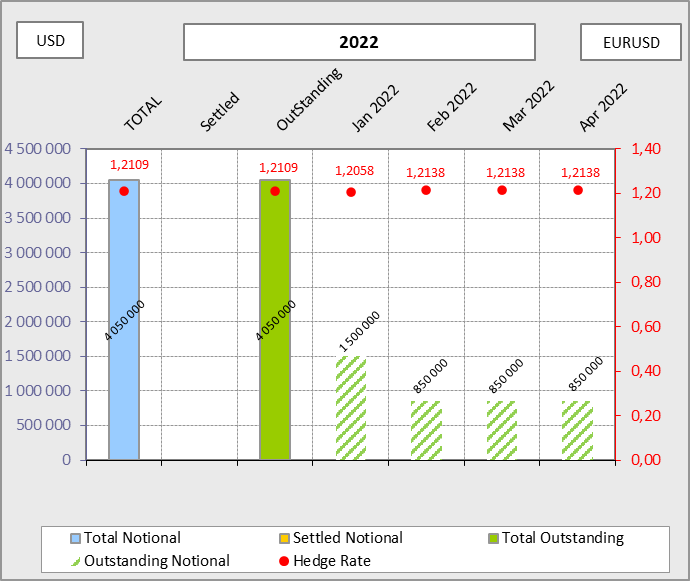 USD
2022
EURUSD
TOTAL
Settled
OutStanding
Jan 2022
Feb 2022
Mar 2022
Apr 2022
4 500 000
4 000 000
3 500 000
3 000 000
2 500 000
2 000 000
1 500 000
1 000 000
500 000
0
1,2109
1,2109
1,2058
1,2138
1,2138
1,2138
4 050 000
4 050 000
1 500 000
850 000
850 000
850 000
1,40
1,20
1,00
0,80
0,60
0,40
0,20
0,00
Total Notional
Settled Notional
Total Outstanding
Outstanding Notional
Hedge Rate